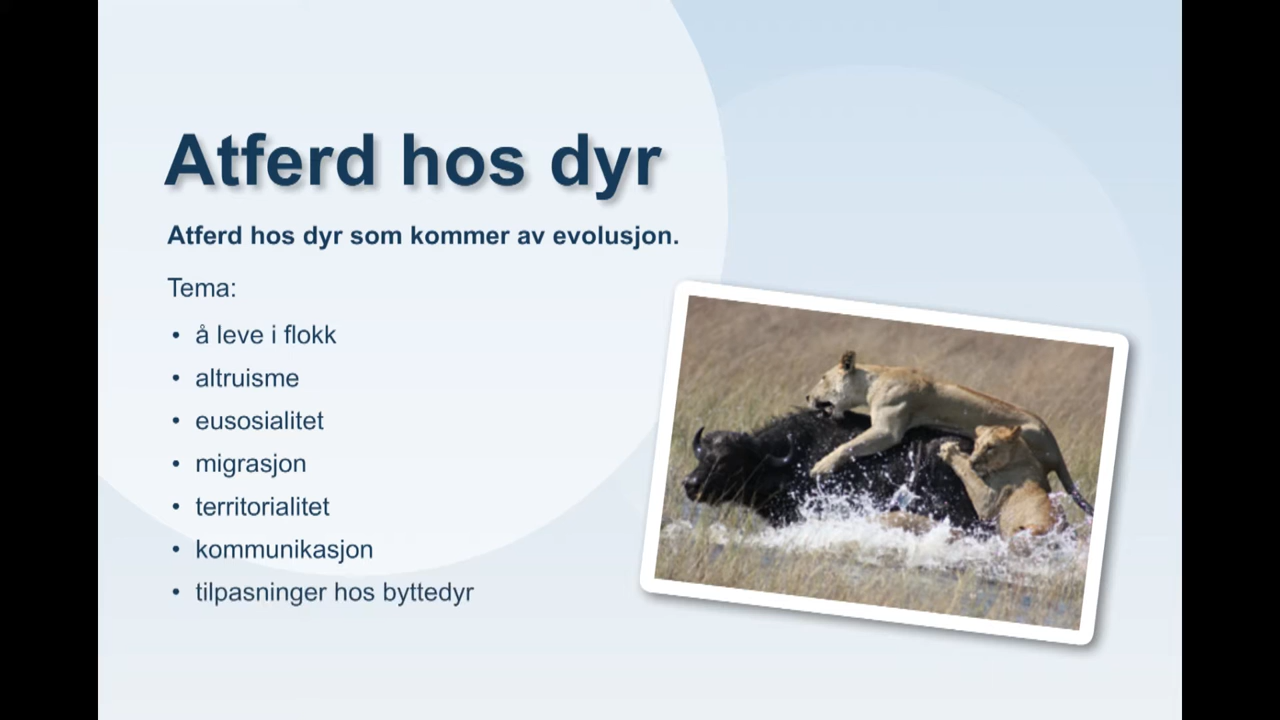 Atferd hos dyr
Atferd hos dyr som kommer av evolusjon.
Tema:
• å leve i flokk
• altruisme
• eusosialitet
• migrasjon
• territorialitet
• kommunikasjon
• tilpasninger hos byttedyr